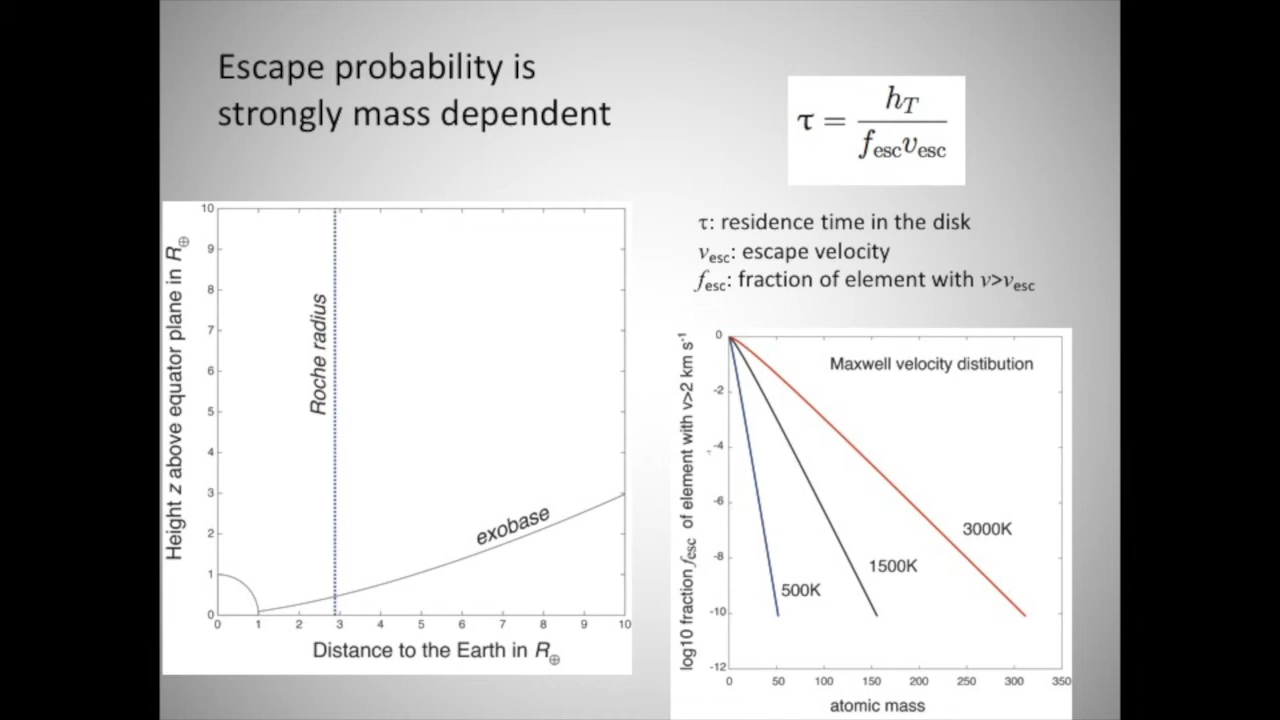 Escape probability is
strongly mass dependent
τ = h_T / f_esc v_esc
τ: residence time in the disk
v_esc: escape velocity
f_esc: fraction of element with v>v_esc
Height z above equator plane in R_⊕
10
9
8
7
6
5
4
3
2
1
0
Roche radius
exobase
0 1 2 3 4 5 6 7 8 9 10
Distance to the Earth in R_⊕
log10 fraction f_esc of element with v>2 km s^-1
0
-2
-4
-6
-8
-10
-12
Maxwell velocity distibution
3000K
1500K
500K
0 50 100 150 200 250 300 350
atomic mass